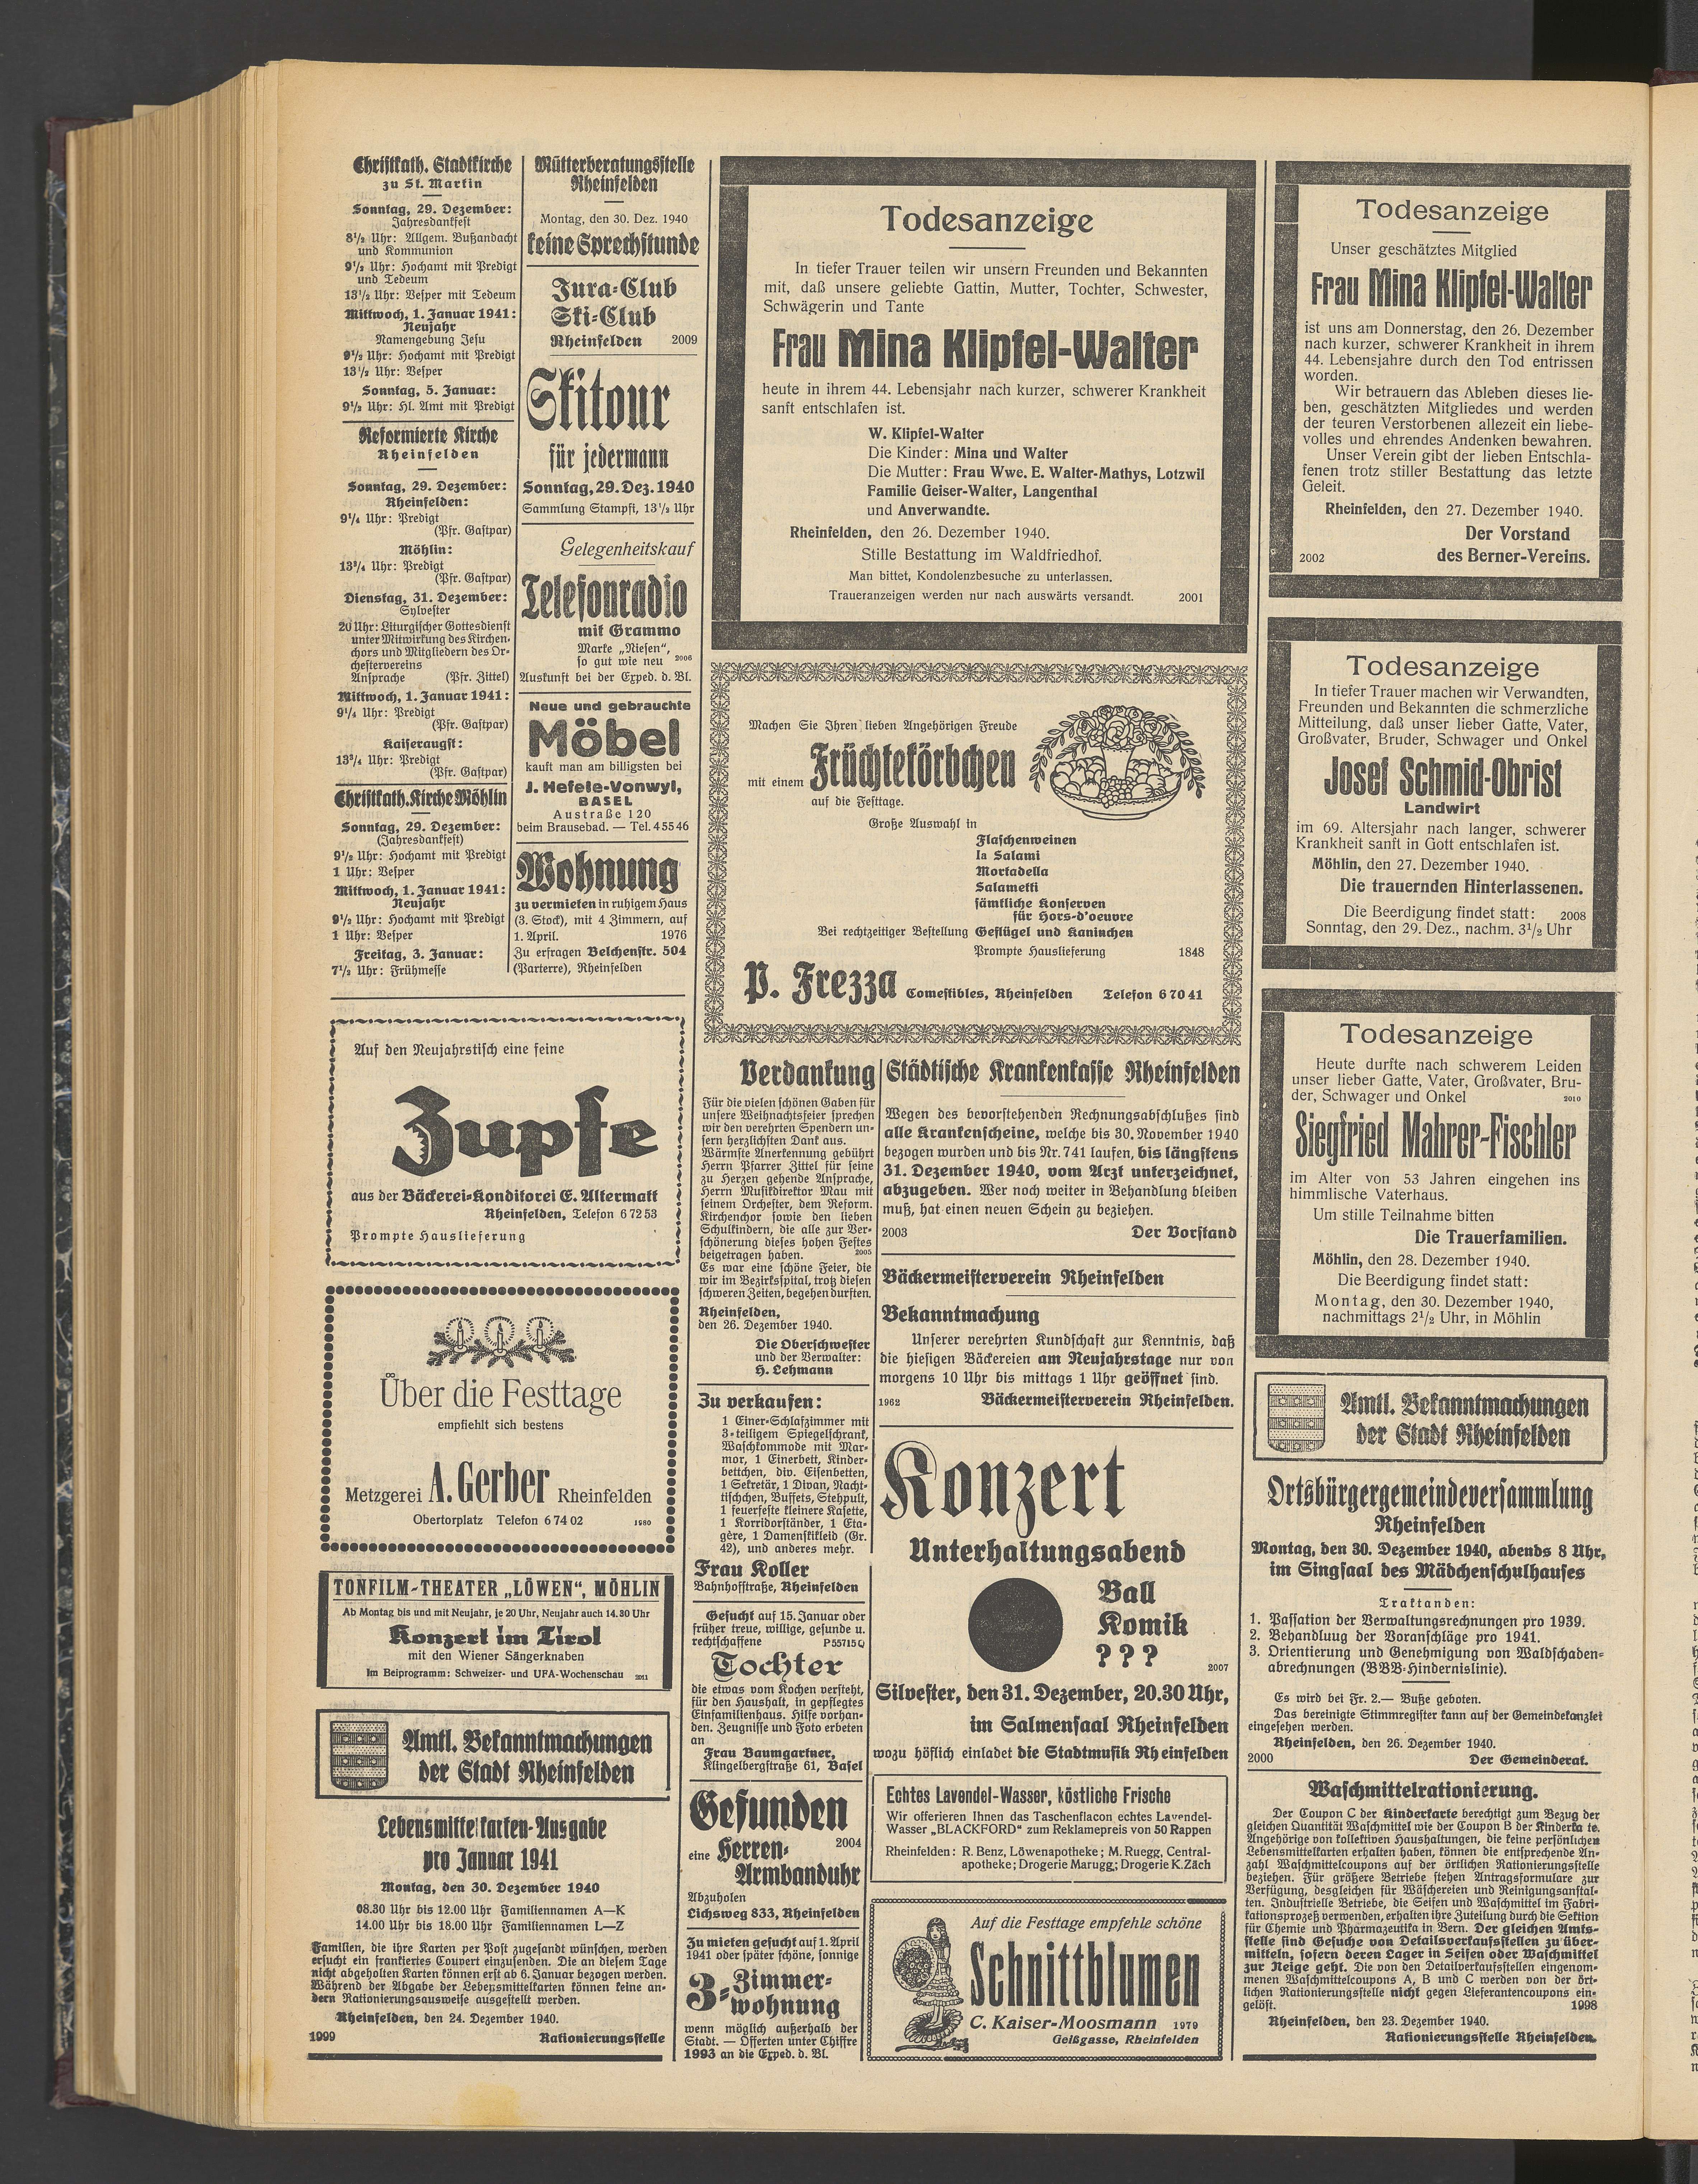 Christkath. Stadtkirche
zu St. Martin
Sonntag, 29. Dezember:
Jahresdankfest
8½ Uhr: Allgem. Bußandacht
und Kommunion
9½ Uhr: Hochamt mit Predigt
und Tedeum
13½ Uhr: Vesper mit Tedeum
Mittwoch, 1. Januar 1941:
Neujahr
Namengebung Jesu
9½ Uhr: Hochamt mit Predigt
13½ Uhr: Vesper
Sonntag, 5. Januar:
9½ Uhr: Hl. Amt mit Predigt
Reformierte Kirche
Rheinfelden
Sonntag, 29. Dezember:
Rheinfelden:
9¼ Uhr: Predigt
(Pfr. Gastpar)
Möhlin:
13¾ Uhr: Predigt
(Pfr. Gastpar)
Dienstag, 31. Dezember:
Sylvester
20 Uhr: Liturgischer Gottesdienst
unter Mitwirkung des Kirchen-
chors und Mitgliedern des Or-
chestervereins
Ansprache (Pfr. Zittel)
Mittwoch, 1. Januar 1941:
9¼ Uhr: Predigt
(Pfr. Gastpar)
Kaiseraugst:
13¾ Uhr: Predigt
(Pfr. Gastpar)
Christkath. Kirche Möhlin
Sonntag, 29. Dezember:
(Jahresdankfest)
9½ Uhr: Hochamt mit Predigt
1 Uhr: Vesper
Mittwoch, 1. Januar 1941:
Neujahr
9½ Uhr: Hochamt mit Predigt
1 Uhr: Vesper
Freitag, 3. Januar:
7½ Uhr: Frühmesse
Mütterberatungsstelle
Rheinfelden
Montag, den 30. Dez. 1940
keine Sprechstunde
Jura-Club
Ski-Club
Rheinfelden 2009
Skitour
für jedermann
Sonntag, 29. Dez. 1940
Sammlung Stampfi, 13½ Uhr
Gelegenheitskauf
Telefonradio
mit Grammo
Marke „Niesen“,
so gut wie neu 2006
Auskunft bei der Exped. d. Bl.
Neue und gebrauchte
Möbel
kauft man am billigsten bei
J. Hefele-Vonwyl,
BASEL
Austraße 120
beim Brausebad. — Tel. 4 55 46
Wohnung
zu vermieten in ruhigem Haus
(3. Stock), mit 4 Zimmern, auf
1. April. 1976
Zu erfragen Belchenstr. 504
(Parterre), Rheinfelden
Auf den Neujahrstisch eine feine
Zupfe
aus der Bäckerei-Konditorei E. Altermatt
Rheinfelden, Telefon 6 72 53
Prompte Hauslieferung
Über die Festtage
empfiehlt sich bestens
Metzgerei A. Gerber Rheinfelden
Obertorplatz Telefon 6 74 02 1980
TONFILM-THEATER „LÖWEN“, MÖHLIN
Ab Montag bis und mit Neujahr, je 20 Uhr, Neujahr auch 14.30 Uhr
Konzert im Tirol
mit den Wiener Sängerknaben
Im Beiprogramm: Schweizer- und UFA-Wochenschau 2011
Amtl. Bekanntmachungen
der Stadt Rheinfelden
Lebensmittelkarten-Ausgabe
pro Januar 1941
Montag, den 30. Dezember 1940
08.30 Uhr bis 12.00 Uhr Familiennamen A—K
14.00 Uhr bis 18.00 Uhr Familiennamen L—Z
Familien, die ihre Karten per Post zugesandt wünschen, werden
ersucht ein frankiertes Couvert einzusenden. Die an diesem Tage
nicht abgeholten Karten können erst ab 6. Januar bezogen werden.
Während der Abgabe der Lebensmittelkarten können keine an-
dern Rationierungsausweise ausgestellt werden.
Rheinfelden, den 24. Dezember 1940.
1999 Rationierungsstelle
Todesanzeige
In tiefer Trauer teilen wir unsern Freunden und Bekannten
mit, daß unsere geliebte Gattin, Mutter, Tochter, Schwester,
Schwägerin und Tante
Frau Mina Klipfel-Walter
heute in ihrem 44. Lebensjahr nach kurzer, schwerer Krankheit
sanft entschlafen ist.
W. Klipfel-Walter
Die Kinder: Mina und Walter
Die Mutter: Frau Wwe. E. Walter-Mathys, Lotzwil
Familie Geiser-Walter, Langenthal
und Anverwandte.
Rheinfelden, den 26. Dezember 1940.
Stille Bestattung im Waldfriedhof.
Man bittet, Kondolenzbesuche zu unterlassen.
Traueranzeigen werden nur nach auswärts versandt. 2001
Machen Sie Ihren lieben Angehörigen Freude
mit einem Früchtekörbchen
auf die Festtage.
Große Auswahl in
Flaschenweinen
Ia Salami
Mortadella
Salametti
sämtliche Konserven
für Hors-d'oeuvre
Bei rechtzeitiger Bestellung Geflügel und Kaninchen
Prompte Hauslieferung 1848
P. Frezza Comestibles, Rheinfelden Telefon 6 70 41
Verdankung
Für die vielen schönen Gaben für
unsere Weihnachtsfeier sprechen
wir den verehrten Spendern un-
sern herzlichsten Dank aus.
Wärmste Anerkennung gebührt
Herrn Pfarrer Zittel für seine
zu Herzen gehende Ansprache,
Herrn Musikdirektor Mau mit
seinem Orchester, dem Reform.
Kirchenchor sowie den lieben
Schulkindern, die alle zur Ver-
schönerung dieses hohen Festes
beigetragen haben. 2005
Es war eine schöne Feier, die
wir im Bezirksspital, trotz diesen
schweren Zeiten, begehen durften.
Rheinfelden,
den 26. Dezember 1940.
Die Oberschwester
und der Verwalter:
H. Lehmann
Zu verkaufen:
1 Einer-Schlafzimmer mit
3-teiligem Spiegelschrank,
Waschkommode mit Mar-
mor, 1 Einerbett, Kinder-
bettchen, div. Eisenbetten,
1 Sekretär, 1 Divan, Nacht-
tischchen, Buffets, Stehpult,
1 feuerfeste kleinere Kasette,
1 Korridorständer, 1 Eta-
gère, 1 Damenskikleid (Gr.
42), und anderes mehr.
Frau Koller
Bahnhofstraße, Rheinfelden
Gesucht auf 15. Januar oder
früher treue, willige, gesunde u.
rechtschaffene P 55715 Q
Tochter
die etwas vom Kochen versteht,
für den Haushalt, in gepflegtes
Einfamilienhaus. Hilfe vorhan-
den. Zeugnisse und Foto erbeten
an
Frau Baumgartner,
Klingelbergstraße 61, Basel
Gefunden
eine Herren- 2004
Armbanduhr
Abzuholen
Lichsweg 833, Rheinfelden
Zu mieten gesucht auf 1. April
1941 oder später schöne, sonnige
3-Zimmer-
wohnung
wenn möglich außerhalb der
Stadt. — Offerten unter Chiffre
1993 an die Exped. d. Bl.
Städtische Krankenkasse Rheinfelden
Wegen des bevorstehenden Rechnungsabschlußes sind
alle Krankenscheine, welche bis 30. November 1940
bezogen wurden und bis Nr. 741 laufen, bis längstens
31. Dezember 1940, vom Arzt unterzeichnet,
abzugeben. Wer noch weiter in Behandlung bleiben
muß, hat einen neuen Schein zu beziehen.
2003 Der Vorstand
Bäckermeisterverein Rheinfelden
Bekanntmachung
Unserer verehrten Kundschaft zur Kenntnis, daß
die hiesigen Bäckereien am Neujahrstage nur von
morgens 10 Uhr bis mittags 1 Uhr geöffnet sind.
1962 Bäckermeisterverein Rheinfelden.
Konzert
Unterhaltungsabend
Ball
Komik
? ? ?
2007
Silvester, den 31. Dezember, 20.30 Uhr,
im Salmensaal Rheinfelden
wozu höflich einladet die Stadtmusik Rheinfelden
Echtes Lavendel-Wasser, köstliche Frische
Wir offerieren Ihnen das Taschenflacon echtes Lavendel-
Wasser „BLACKFORD“ zum Reklamepreis von 50 Rappen
Rheinfelden: R. Benz, Löwenapotheke; M. Ruegg, Central-
apotheke; Drogerie Marugg; Drogerie K. Zäch
Auf die Festtage empfehle schöne
Schnittblumen
C. Kaiser-Moosmann 1979
Geißgasse, Rheinfelden
Todesanzeige
Unser geschätztes Mitglied
Frau Mina Klipfel-Walter
ist uns am Donnerstag, den 26. Dezember
nach kurzer, schwerer Krankheit in ihrem
44. Lebensjahre durch den Tod entrissen
worden.
Wir betrauern das Ableben dieses lie-
ben, geschätzten Mitgliedes und werden
der teuren Verstorbenen allezeit ein liebe-
volles und ehrendes Andenken bewahren.
Unser Verein gibt der lieben Entschla-
fenen trotz stiller Bestattung das letzte
Geleit.
Rheinfelden, den 27. Dezember 1940.
Der Vorstand
2002 des Berner-Vereins.
Todesanzeige
In tiefer Trauer machen wir Verwandten,
Freunden und Bekannten die schmerzliche
Mitteilung, daß unser lieber Gatte, Vater,
Großvater, Bruder, Schwager und Onkel
Josef Schmid-Obrist
Landwirt
im 69. Altersjahr nach langer, schwerer
Krankheit sanft in Gott entschlafen ist.
Möhlin, den 27. Dezember 1940.
Die trauernden Hinterlassenen.
Die Beerdigung findet statt: 2008
Sonntag, den 29. Dez., nachm. 3½ Uhr
Todesanzeige
Heute durfte nach schwerem Leiden
unser lieber Gatte, Vater, Großvater, Bru-
der, Schwager und Onkel 2010
Siegfried Mahrer-Fischler
im Alter von 53 Jahren eingehen ins
himmlische Vaterhaus.
Um stille Teilnahme bitten
Die Trauerfamilien.
Möhlin, den 28. Dezember 1940.
Die Beerdigung findet statt:
Montag, den 30. Dezember 1940,
nachmittags 2½ Uhr, in Möhlin
Amtl. Bekanntmachungen
der Stadt Rheinfelden
Ortsbürgergemeindeversammlung
Rheinfelden
Montag, den 30. Dezember 1940, abends 8 Uhr,
im Singsaal des Mädchenschulhauses
Traktanden:
1. Passation der Verwaltungsrechnungen pro 1939.
2. Behandluug der Voranschläge pro 1941.
3. Orientierung und Genehmigung von Waldschaden-
abrechnungen (BBB-Hindernislinie).
Es wird bei Fr. 2.— Buße geboten.
Das bereinigte Stimmregister kann auf der Gemeindekanzlei
eingesehen werden.
Rheinfelden, den 26. Dezember 1940.
2000 Der Gemeinderat.
Waschmittelrationierung.
Der Coupon C der Kinderkarte berechtigt zum Bezug der
gleichen Quantität Waschmittel wie der Coupon B der Kinderka te.
Angehörige von kollektiven Haushaltungen, die keine persönlichen
Lebensmittelkarten erhalten haben, können die entsprechende An-
zahl Waschmittelcoupons auf der örtlichen Rationierungsstelle
beziehen. Für größere Betriebe stehen Antragsformulare zur
Verfügung, desgleichen für Wäschereien und Reinigungsanstal-
ten. Industrielle Betriebe, die Seifen und Waschmittel im Fabri-
kationsprozeß verwenden, erhalten ihre Zuteilung durch die Sektion
für Chemie und Pharmazeutika in Bern. Der gleichen Amts-
stelle sind Gesuche von Detailsverkaufsstellen zu über-
mitteln, sofern deren Lager in Seifen oder Waschmittel
zur Neige geht. Die von den Detailverkaufsstellen eingenom-
menen Waschmittelcoupons A, B und C werden von der ört-
lichen Rationierungsstelle nicht gegen Lieferantencoupons ein-
gelöst. 1998
Rheinfelden, den 23. Dezember 1940.
Rationierungsstelle Rheinfelden.